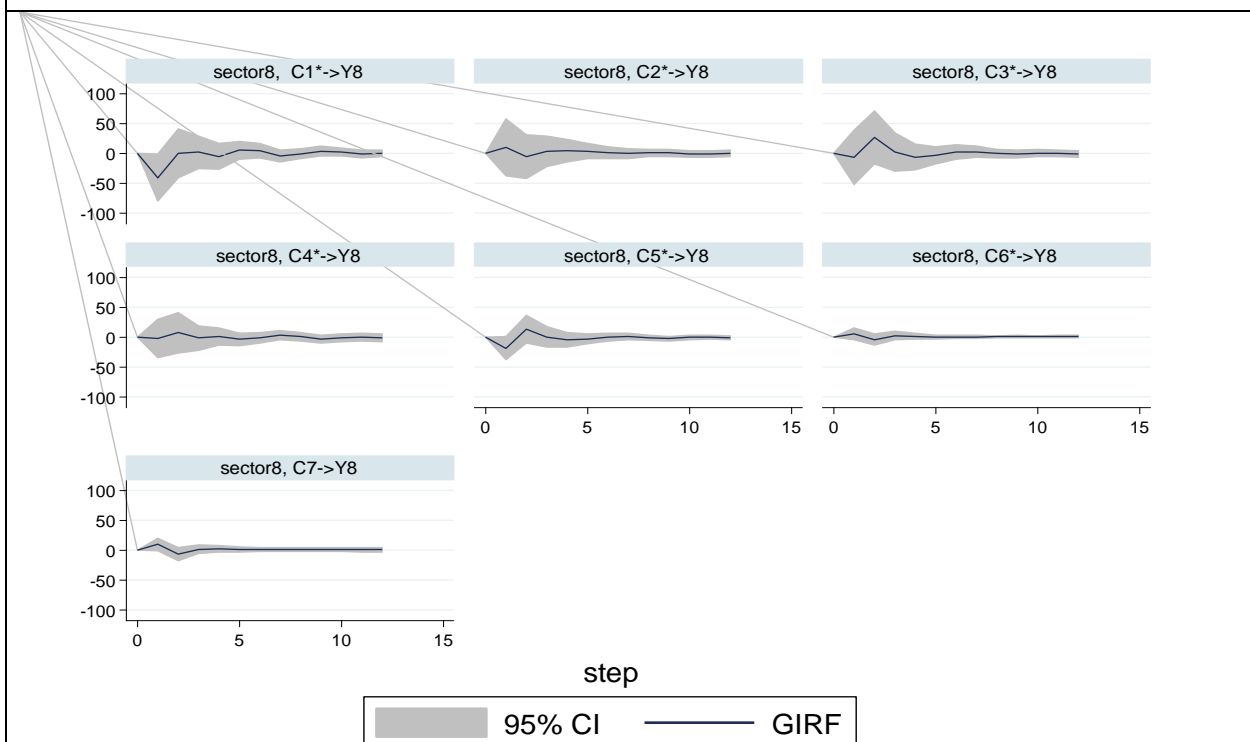 sector8,  C1*->Y8
sector8, C2*->Y8
sector8, C3*->Y8
100
50
0
-50
-100
sector8, C4*->Y8
sector8, C5*->Y8
sector8, C6*->Y8
100
50
0
-50
-100
0 5 10 15
0 5 10 15
sector8, C7->Y8
100
50
0
-50
-100
0 5 10 15
step
95% CI
GIRF